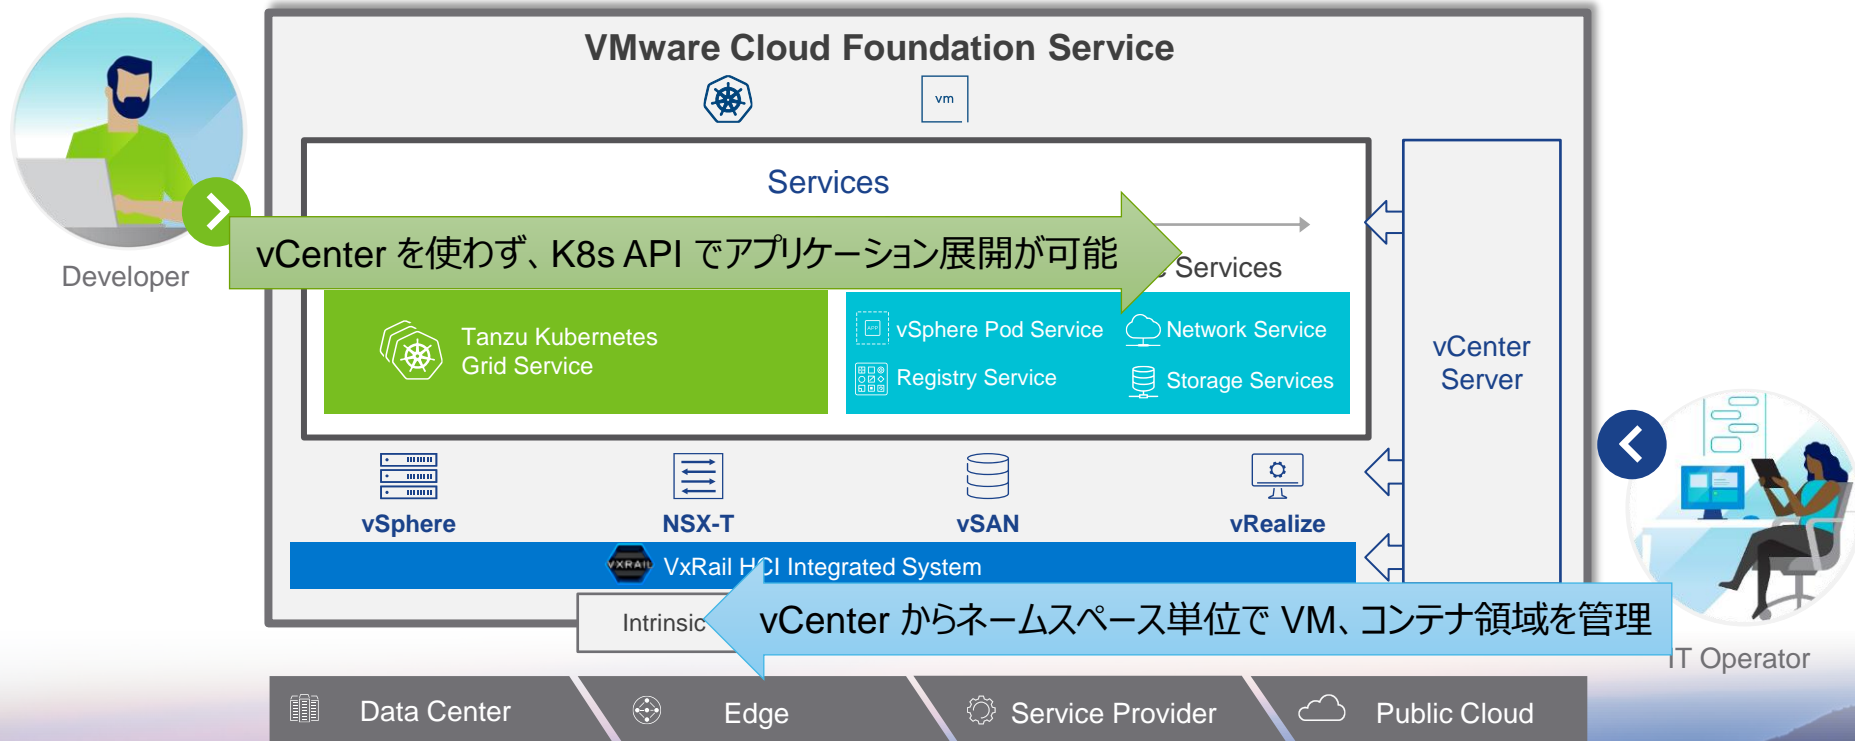 VMware Cloud Foundation Service
vm
Services
vCenter を使わず、K8s API でアプリケーション展開が可能
Services
Developer
Tanzu Kubernetes
Grid Service
APP
vSphere Pod Service
Network Service
Registry Service
Storage Services
vCenter
Server
vSphere
NSX-T
vSAN
vRealize
VXRAIL
VxRail HCI Integrated System
Intrinsic
vCenter からネームスペース単位で VM、コンテナ領域を管理
IT Operator
Data Center
Edge
Service Provider
Public Cloud